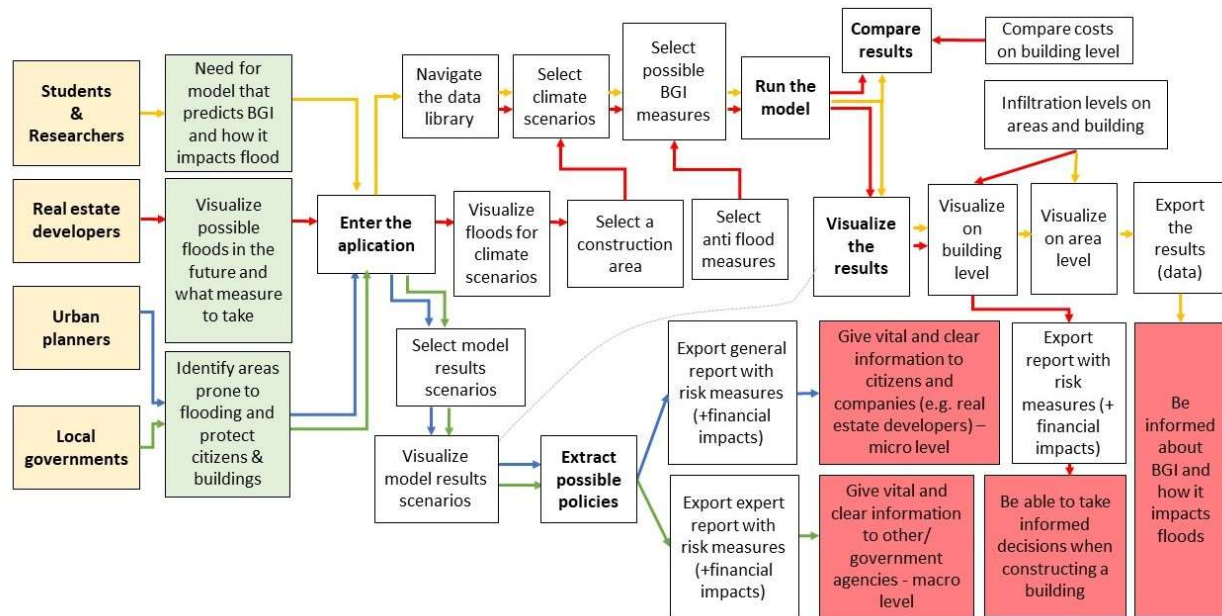 Students
&
Researchers
Need for
model that
predicts BGI
and how it
impacts flood
Real estate
developers
Visualize
possible
floods in the
future and
what measure
to take
Urban
planners
Local
governments
Identify areas
prone to
flooding and
protect
citizens &
buildings
Enter the
aplication
Navigate
the data
library
Select
climate
scenarios
Select
possible
BGI
measures
Run the
model
Compare
results
Compare costs
on building level
Infiltration levels on
areas and building
Visualize
floods for
climate
scenarios
Select a
construction
area
Select
anti flood
measures
Visualize
the
results
Visualize
on
building
level
Visualize
on area
level
Export
the
results
(data)
Select model
results
scenarios
Visualize
model results
scenarios
Extract
possible
policies
Export general
report with
risk measures
(+financial
impacts)
Give vital and clear
information to
citizens and
companies (e.g. real
estate developers) –
micro level
Export expert
report with
risk measures
(+financial
impacts)
Give vital and
clear information
to other/
government
agencies - macro
level
Export
report with
risk
measures (+
financial
impacts)
Be able to take
informed
decisions when
constructing a
building
Be
informed
about
BGI and
how it
impacts
floods